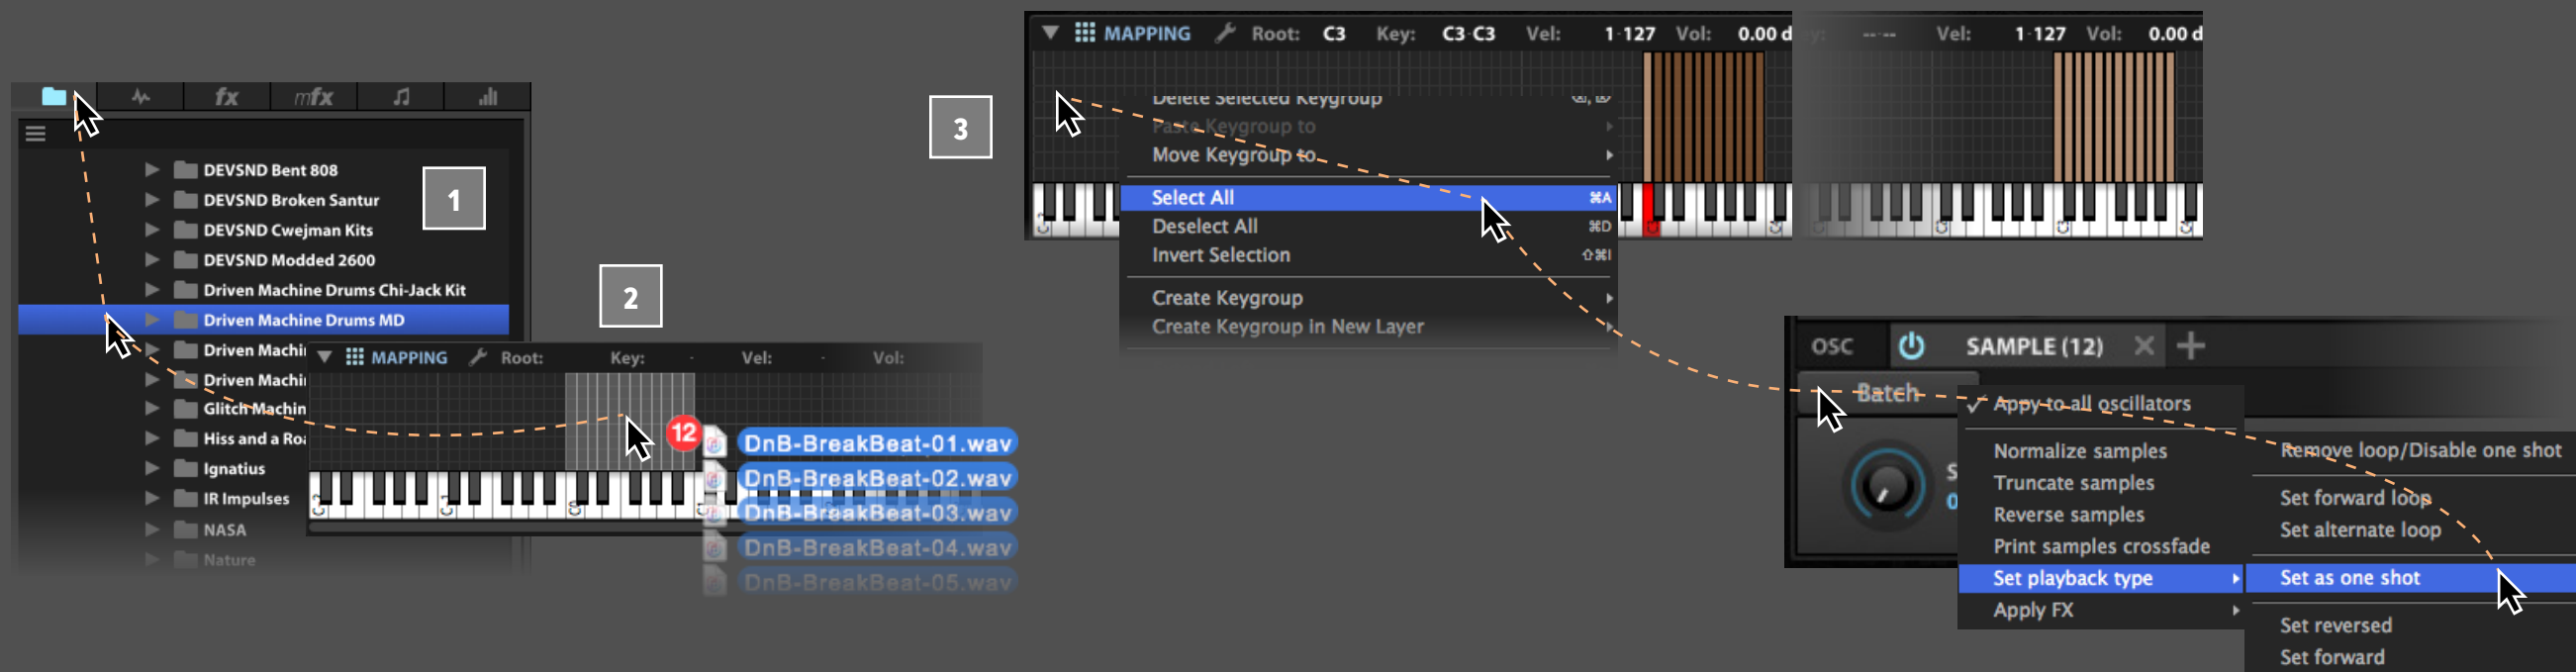 fx
mfx
1
DEVSND Bent 808
DEVSND Broken Santur
DEVSND Cwejman Kits
DEVSND Modded 2600
Driven Machine Drums Chi-Jack Kit
Driven Machine Drums MD
Driven Machin
Driven Machin
Glitch Machin
Hiss and a Roa
Ignatius
IR Impulses
NASA
Nature
2
MAPPING Root: Key: - Vel: - Vol:
12
DnB-BreakBeat-01.wav
DnB-BreakBeat-02.wav
DnB-BreakBeat-03.wav
DnB-BreakBeat-04.wav
DnB-BreakBeat-05.wav
C-2 C-1 C0 C1
3
MAPPING Root: C3 Key: C3-C3 Vel: 1-127 Vol: 0.00 d
Delete Selected Keygroup
Paste Keygroup to
Move Keygroup to
Select All ⌘A
Deselect All ⌘D
Invert Selection ⇧⌘I
Create Keygroup
Create Keygroup in New Layer
--·-- Vel: 1-127 Vol: 0.00 d
OSC SAMPLE (12)
Batch
Appy to all oscillators
Normalize samples
Truncate samples
Reverse samples
Print samples crossfade
Set playback type
Apply FX
Remove loop/Disable one shot
Set forward loop
Set alternate loop
Set as one shot
Set reversed
Set forward